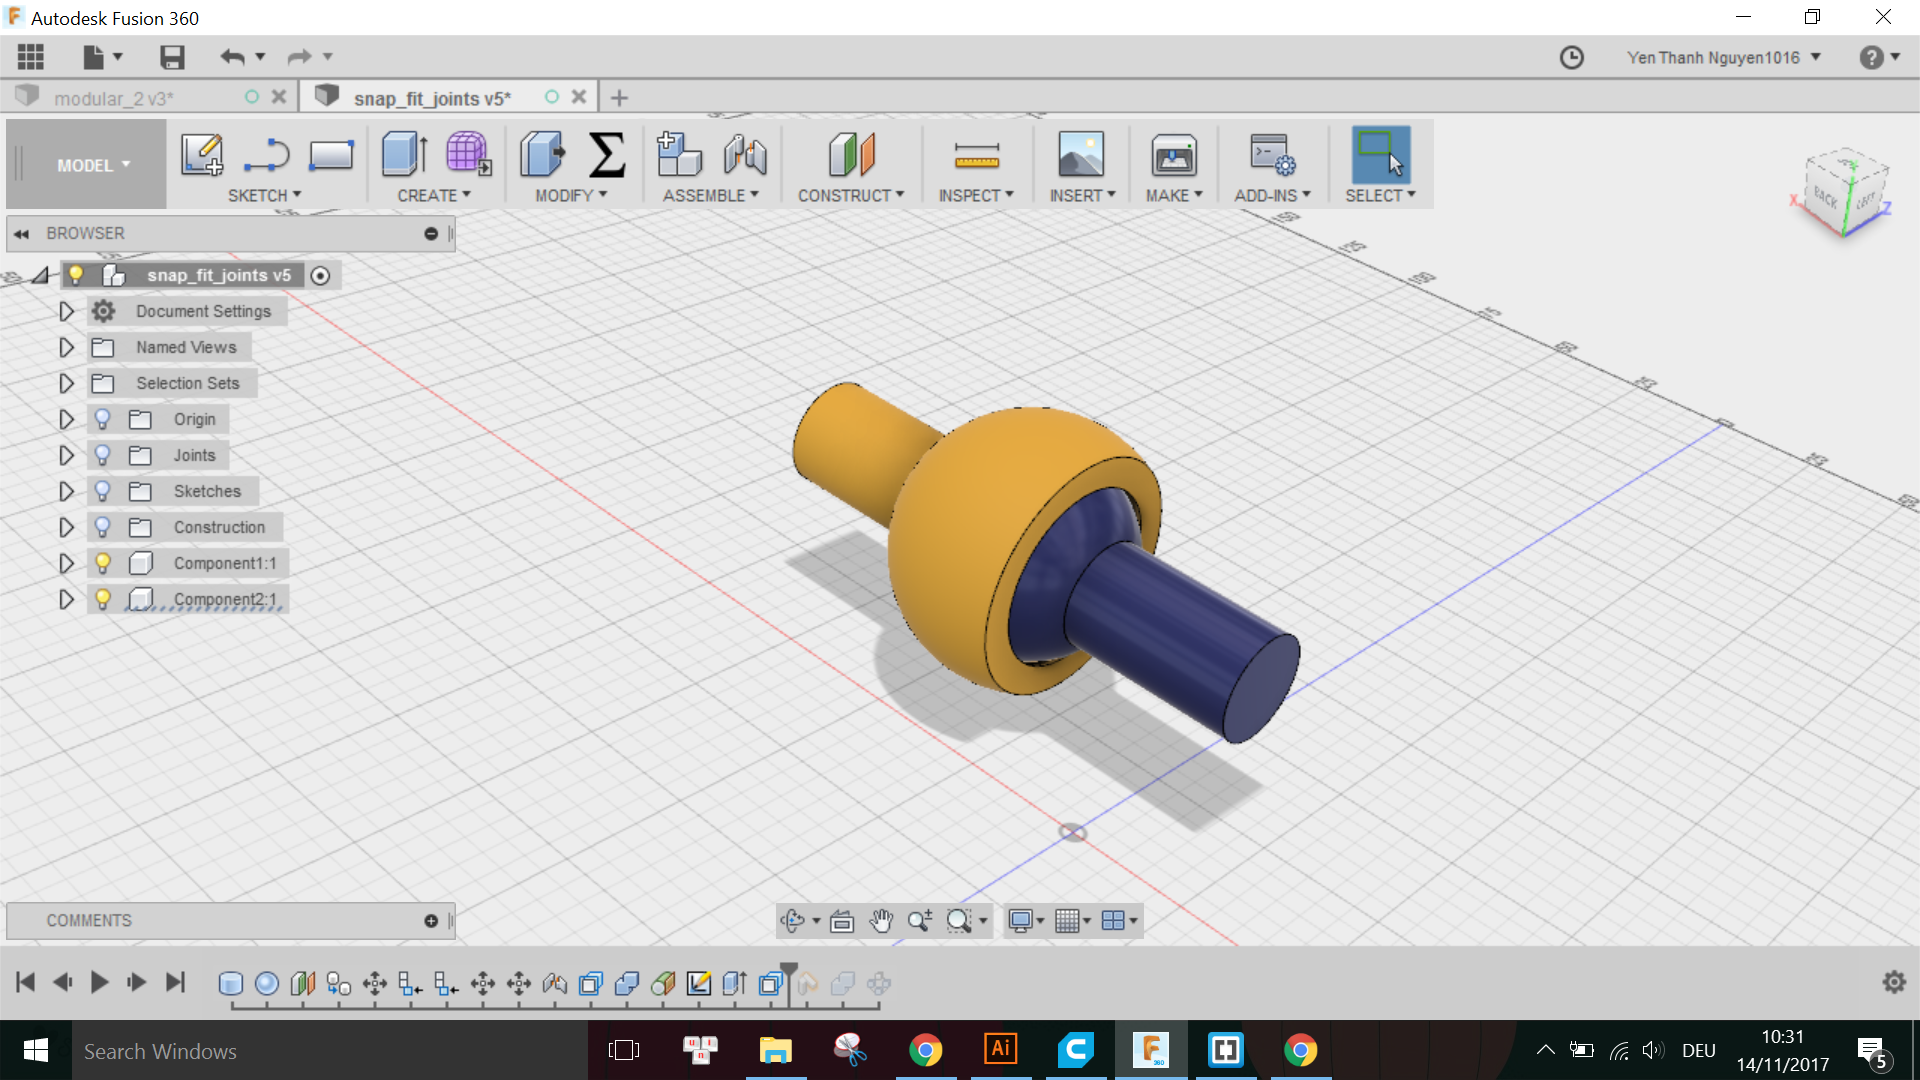 Autodesk Fusion 360
Yen Thanh Nguyen1016
modular_2 v3*
snap_fit_joints v5*
MODEL
SKETCH
CREATE
MODIFY
ASSEMBLE
CONSTRUCT
INSPECT
INSERT
MAKE
ADD-INS
SELECT
BACK
LEFT
X
Z
BROWSER
snap_fit_joints v5
Document Settings
Named Views
Selection Sets
Origin
Joints
Sketches
Construction
Component1:1
Component2:1
COMMENTS
Search Windows
Ai
DEU
10:31
14/11/2017
5